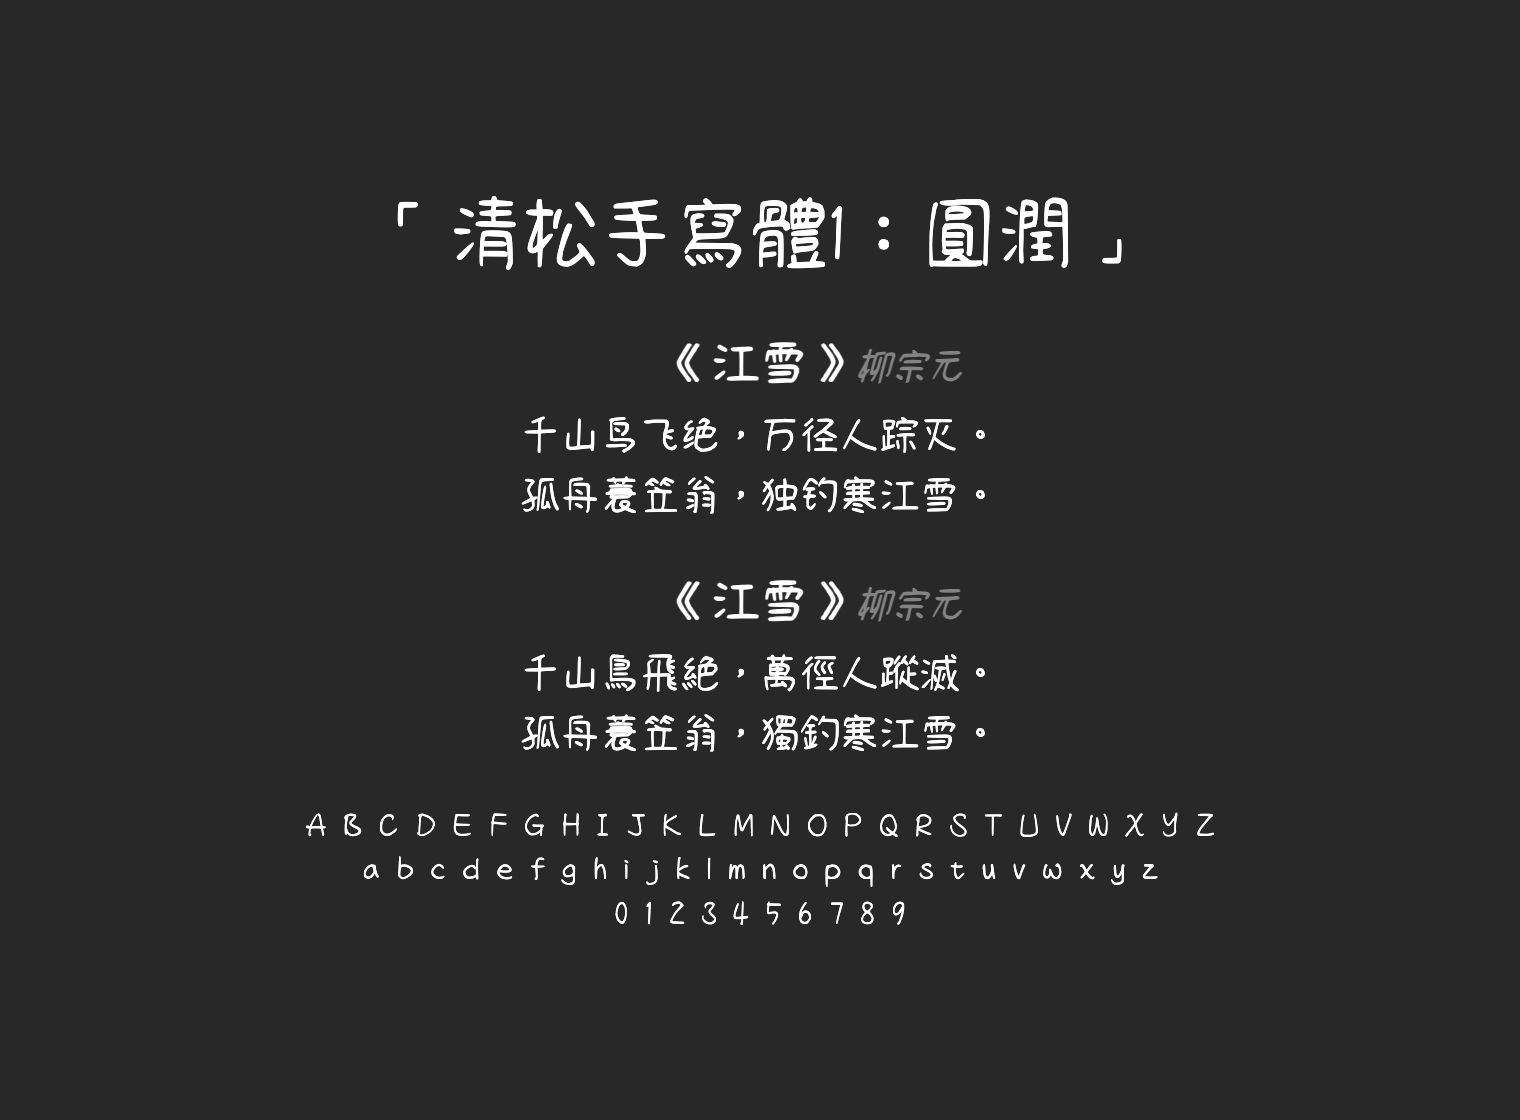 「清松手寫體1：圓潤」
《江雪》柳宗元
千山鸟飞绝，万径人踪灭。
孤舟蓑笠翁，独钓寒江雪。
《江雪》柳宗元
千山鳥飛絕，萬徑人蹤滅。
孤舟蓑笠翁，獨釣寒江雪。
A B C D E F G H I J K L M N O P Q R S T U V W X Y Z
a b c d e f g h i j k l m n o p q r s t u v w x y z
0 1 2 3 4 5 6 7 8 9